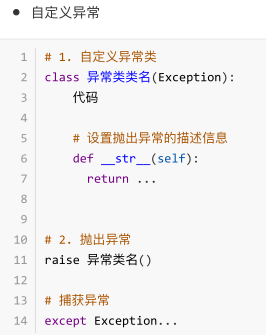 • 自定义异常
1 # 1. 自定义异常类
2 class 异常类类名(Exception):
3     代码
4
5     # 设置抛出异常的描述信息
6     def __str__(self):
7       return ...
8
9
10 # 2. 抛出异常
11 raise 异常类名()
12
13 # 捕获异常
14 except Exception...